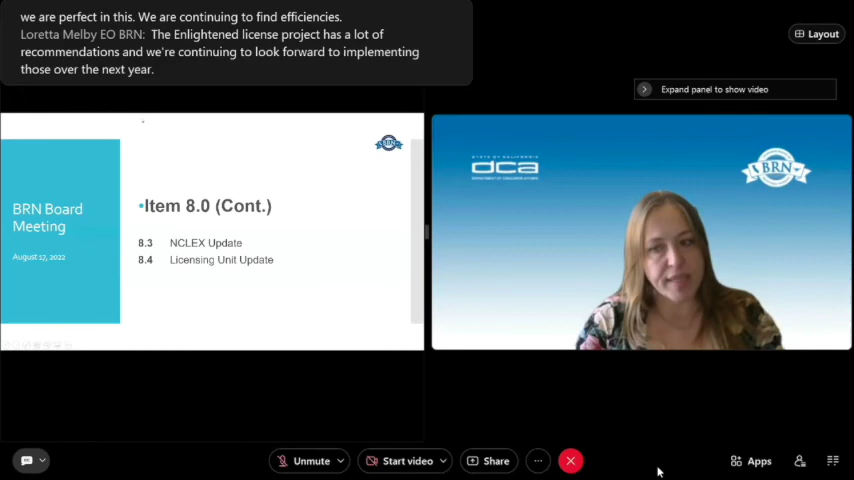 we are perfect in this. We are continuing to find efficiencies.
Loretta Melby EO BRN: The Enlightened license project has a lot of
recommendations and we're continuing to look forward to implementing
those over the next year.
Layout
Expand panel to show video
BRN
BRN Board
Meeting
August 17, 2022
•Item 8.0 (Cont.)
8.3 NCLEX Update
8.4 Licensing Unit Update
STATE OF CALIFORNIA
dca
DEPARTMENT OF CONSUMER AFFAIRS
BRN
Unmute
Start video
Share
Apps